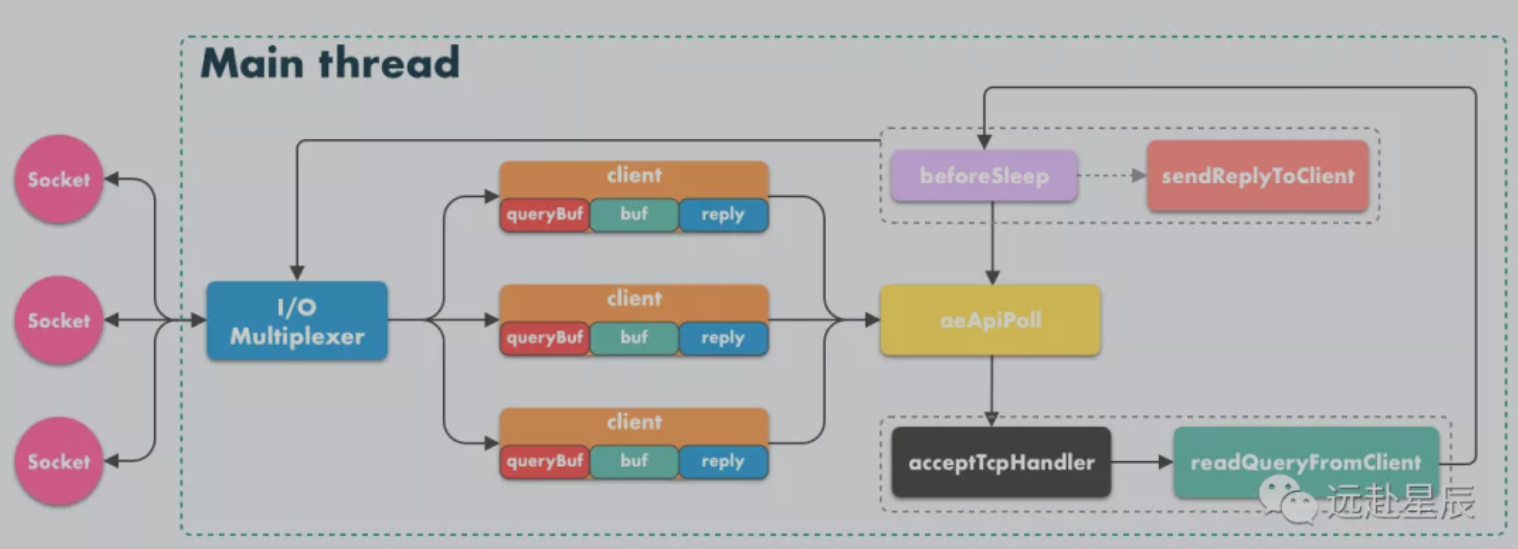 Main thread
Socket
Socket
Socket
I/O
Multiplexer
client
queryBuf buf reply
client
queryBuf buf reply
client
queryBuf buf reply
beforeSleep
sendReplyToClient
aeApiPoll
acceptTcpHandler
readQueryFromClient
远赴星辰